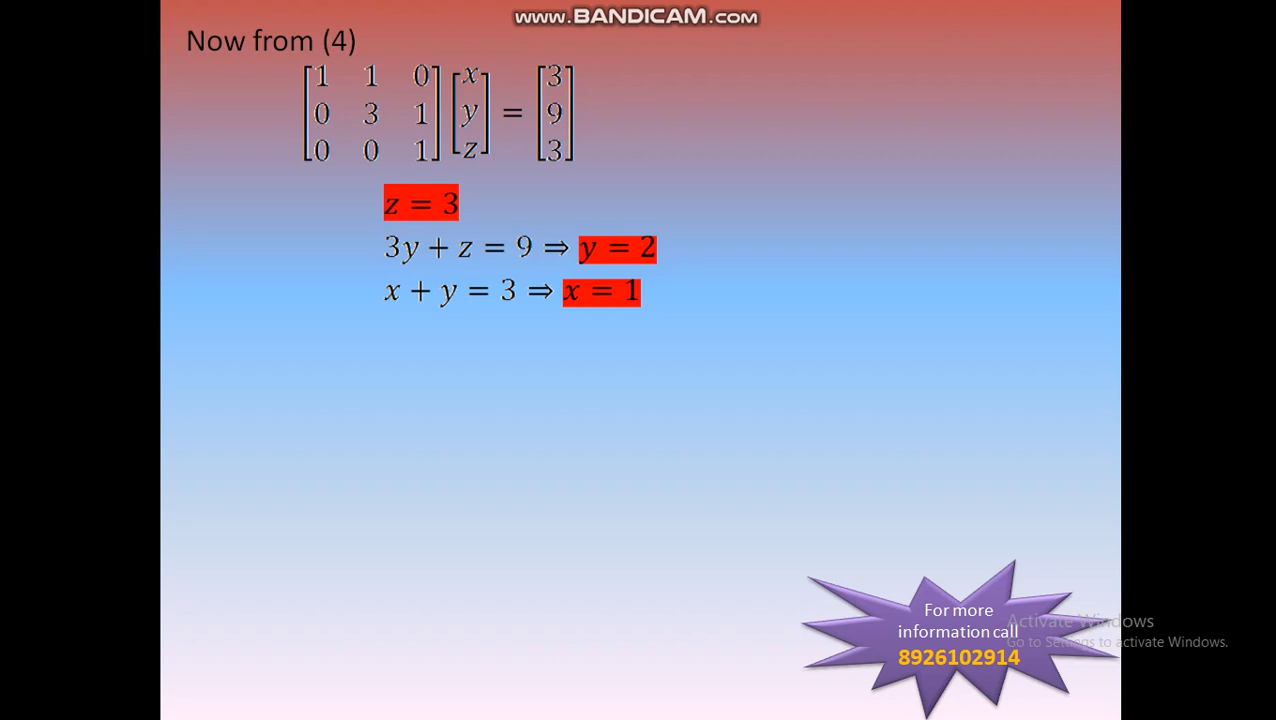 www.BANDICAM.com
Now from (4)
[1 1 0] [x] [3]
[0 3 1] [y] = [9]
[0 0 1] [z] [3]
z = 3
3y + z = 9 ⇒ y = 2
x + y = 3 ⇒ x = 1
For more
information call
8926102914
Activate Windows
Go to Settings to activate Windows.